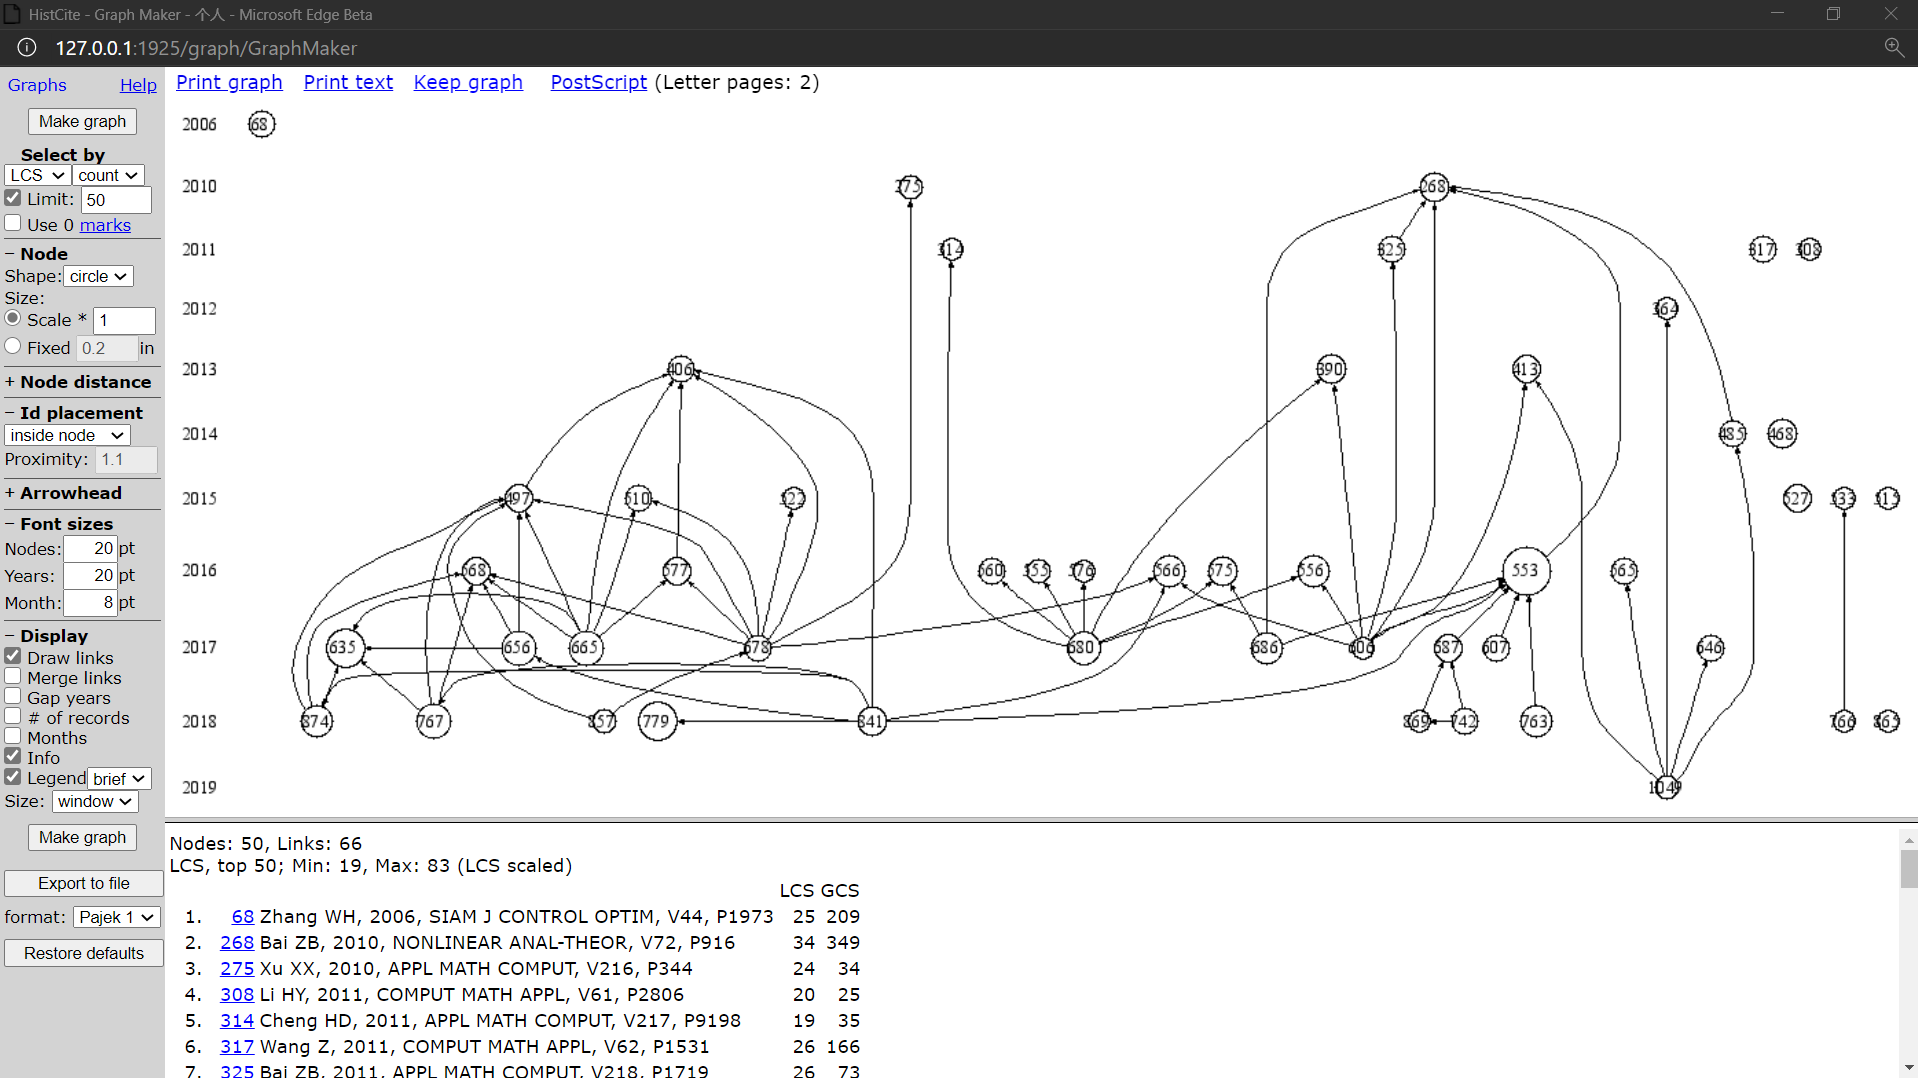 HistCite - Graph Maker - 个人 - Microsoft Edge Beta
127.0.0.1:1925/graph/GraphMaker
Graphs Help
Make graph
Select by
LCS count
Limit: 50
Use 0 marks
− Node
Shape: circle
Size:
Scale * 1
Fixed 0.2 in
+ Node distance
− Id placement
inside node
Proximity: 1.1
+ Arrowhead
− Font sizes
Nodes: 20 pt
Years: 20 pt
Month: 8 pt
− Display
Draw links
Merge links
Gap years
# of records
Months
Info
Legend brief
Size: window
Make graph
Export to file
format: Pajek 1
Restore defaults
Print graph Print text Keep graph PostScript (Letter pages: 2)
2006 68
2010 275 268
2011 314 325 317 308
2012 364
2013 406 390 413
2014 485 468
2015 497 510 522 527 533 515
2016 568 577 560 555 576 566 575 556 553 565
2017 635 656 665 678 680 686 606 587 607 646
2018 874 767 857 779 841 869 742 763 766 865
2019 1049
Nodes: 50, Links: 66
LCS, top 50; Min: 19, Max: 83 (LCS scaled)
LCS GCS
1. 68 Zhang WH, 2006, SIAM J CONTROL OPTIM, V44, P1973 25 209
2. 268 Bai ZB, 2010, NONLINEAR ANAL-THEOR, V72, P916 34 349
3. 275 Xu XX, 2010, APPL MATH COMPUT, V216, P344 24 34
4. 308 Li HY, 2011, COMPUT MATH APPL, V61, P2806 20 25
5. 314 Cheng HD, 2011, APPL MATH COMPUT, V217, P9198 19 35
6. 317 Wang Z, 2011, COMPUT MATH APPL, V62, P1531 26 166
7. 325 Bai ZB, 2011, APPL MATH COMPUT, V218, P1719 26 73